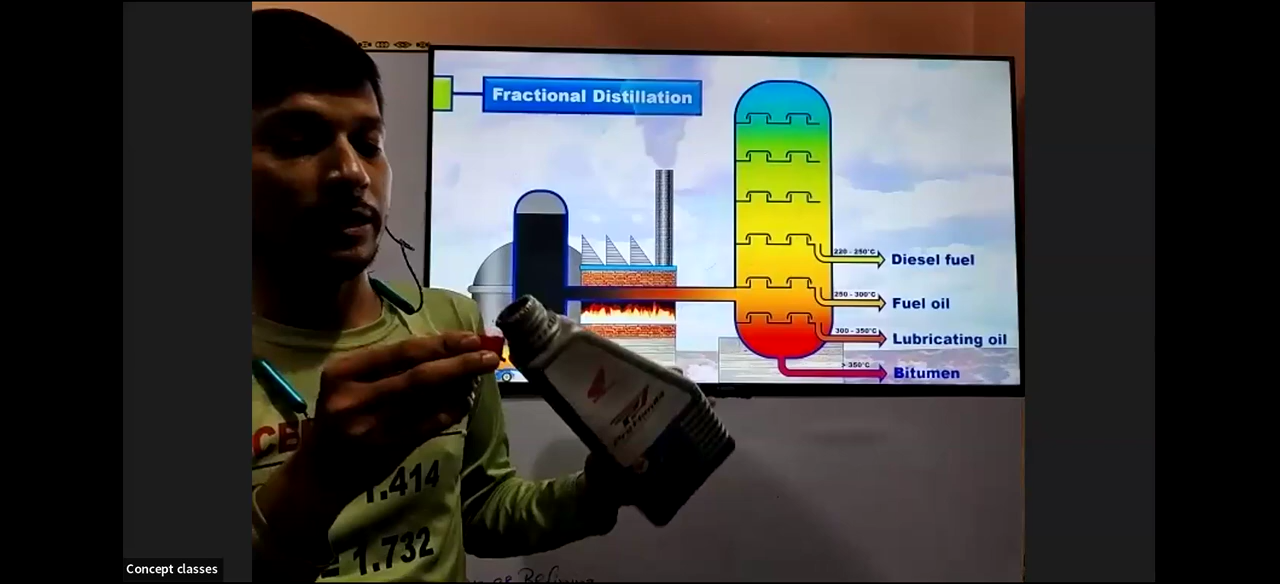 Fractional Distillation
220 - 250°C
Diesel fuel
250 - 300°C
Fuel oil
300 - 350°C
Lubricating oil
> 350°C
Bitumen
1.414
= 1.732
Concept classes